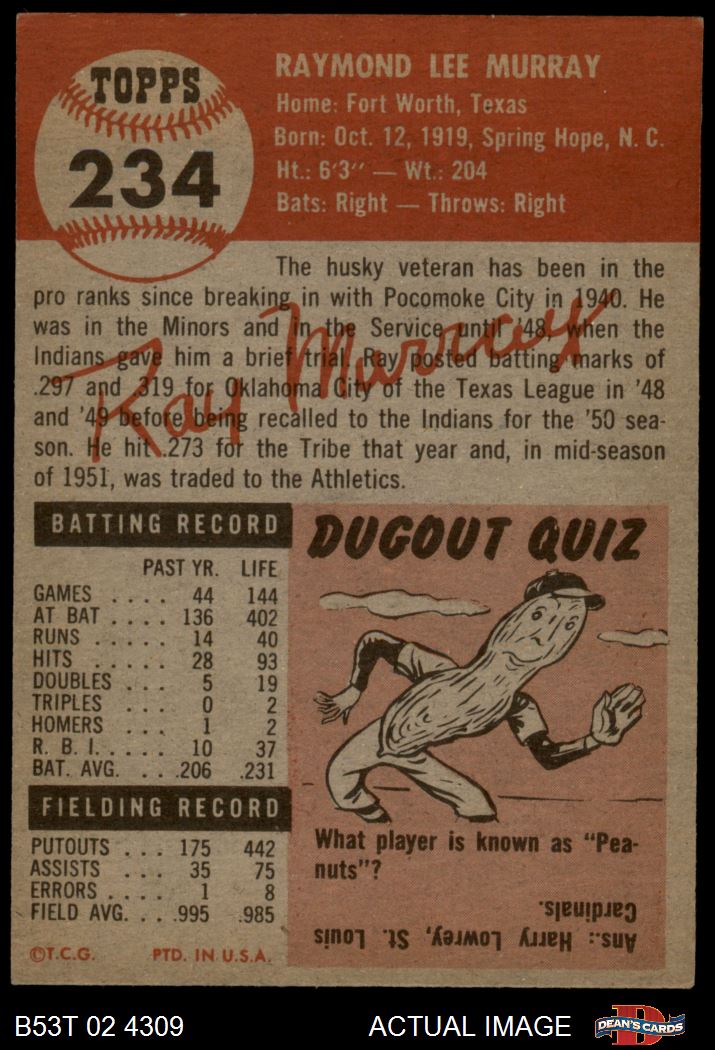 TOPPS
234
RAYMOND LEE MURRAY
Home: Fort Worth, Texas
Born: Oct. 12, 1919, Spring Hope, N. C.
Ht.: 6'3" — Wt.: 204
Bats: Right — Throws: Right
The husky veteran has been in the
pro ranks since breaking in with Pocomoke City in 1940. He
was in the Minors and in the Service until '48, when the
Indians gave him a brief trial. Ray posted batting marks of
.297 and .319 for Oklahoma City of the Texas League in '48
and '49 before being recalled to the Indians for the '50 sea-
son. He hit .273 for the Tribe that year and, in mid-season
of 1951, was traded to the Athletics.
Ray Murray
BATTING RECORD
PAST YR. LIFE
GAMES .... 44 144
AT BAT .... 136 402
RUNS .... 14 40
HITS ..... 28 93
DOUBLES ... 5 19
TRIPLES ... 0 2
HOMERS ... 1 2
R. B. I. .... 10 37
BAT. AVG. ... .206 .231
FIELDING RECORD
PUTOUTS ... 175 442
ASSISTS ... 35 75
ERRORS .... 1 8
FIELD AVG. ... .995 .985
©T.C.G. PTD. IN U.S.A.
DUGOUT QUIZ
What player is known as "Pea-
nuts"?
Ans.: Harry Lowrey, St. Louis
Cardinals.
B53T 02 4309 ACTUAL IMAGE
DEAN'S CARDS